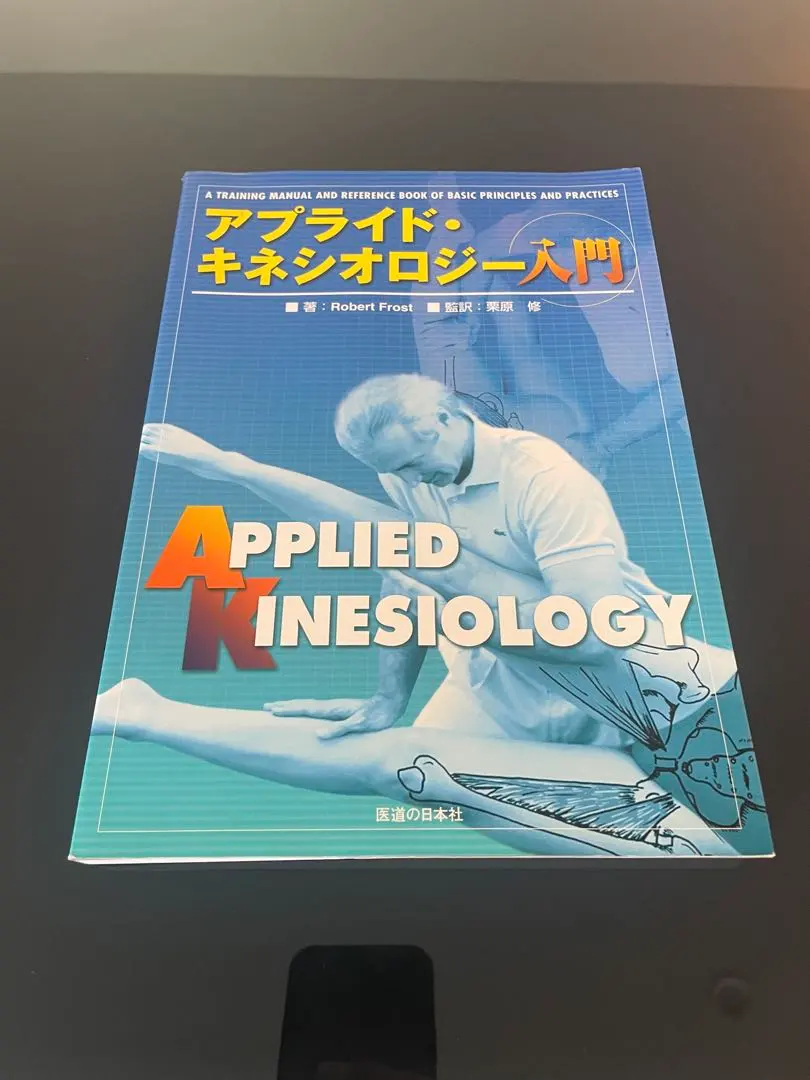 A TRAINING MANUAL AND REFERENCE BOOK OF BASIC PRINCIPLES AND PRACTICES
アプライド・
キネシオロジー入門
■ 著：Robert Frost ■ 監訳：栗原 修
APPLIED
KINESIOLOGY
医道の日本社